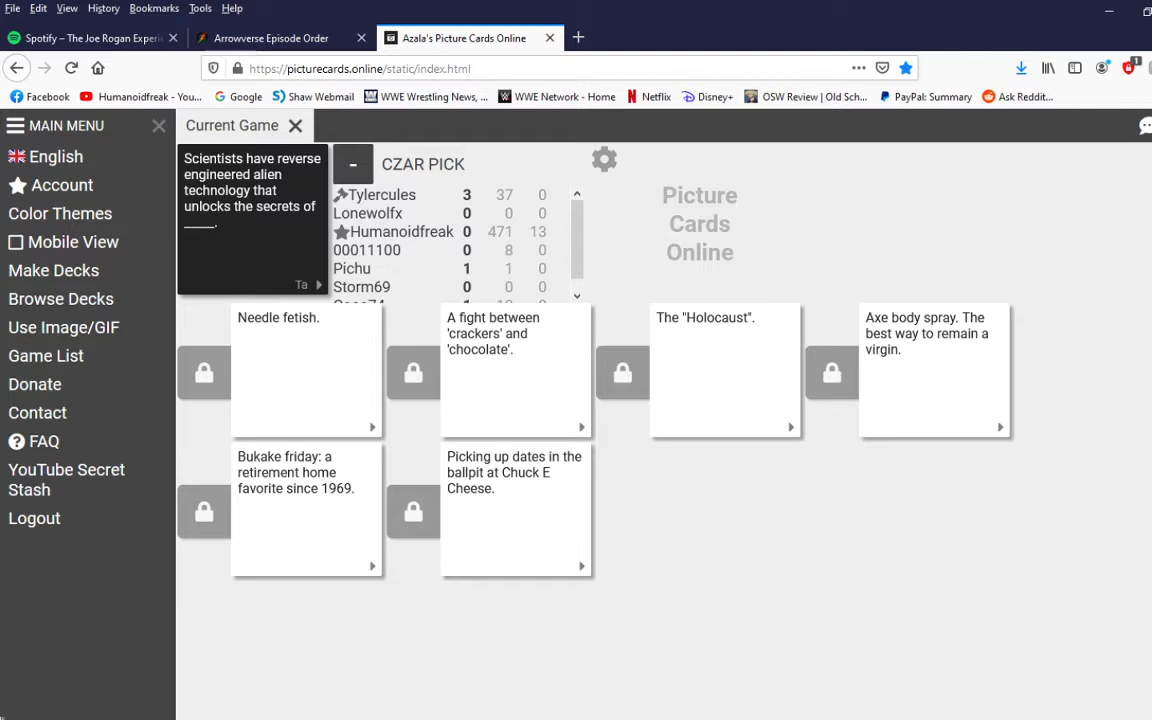 File Edit View History Bookmarks Tools Help
Spotify – The Joe Rogan Experi
Arrowverse Episode Order
Azala's Picture Cards Online
https://picturecards.online/static/index.html
1
Facebook Humanoidfreak - You... Google Shaw Webmail WWE Wrestling News, ... WWE Network - Home Netflix Disney+ OSW Review | Old Sch... PayPal: Summary Ask Reddit...
MAIN MENU
English
Account
Color Themes
Mobile View
Make Decks
Browse Decks
Use Image/GIF
Game List
Donate
Contact
FAQ
YouTube Secret
Stash
Logout
Current Game
Scientists have reverse
engineered alien
technology that
unlocks the secrets of
_____.
Ta
-
CZAR PICK
Tylercules 3 37 0
Lonewolfx 0 0 0
Humanoidfreak 0 471 13
00011100 0 8 0
Pichu 1 1 0
Storm69 0 0 0
Picture
Cards
Online
Needle fetish.
A fight between
'crackers' and
'chocolate'.
The "Holocaust".
Axe body spray. The
best way to remain a
virgin.
Bukake friday: a
retirement home
favorite since 1969.
Picking up dates in the
ballpit at Chuck E
Cheese.